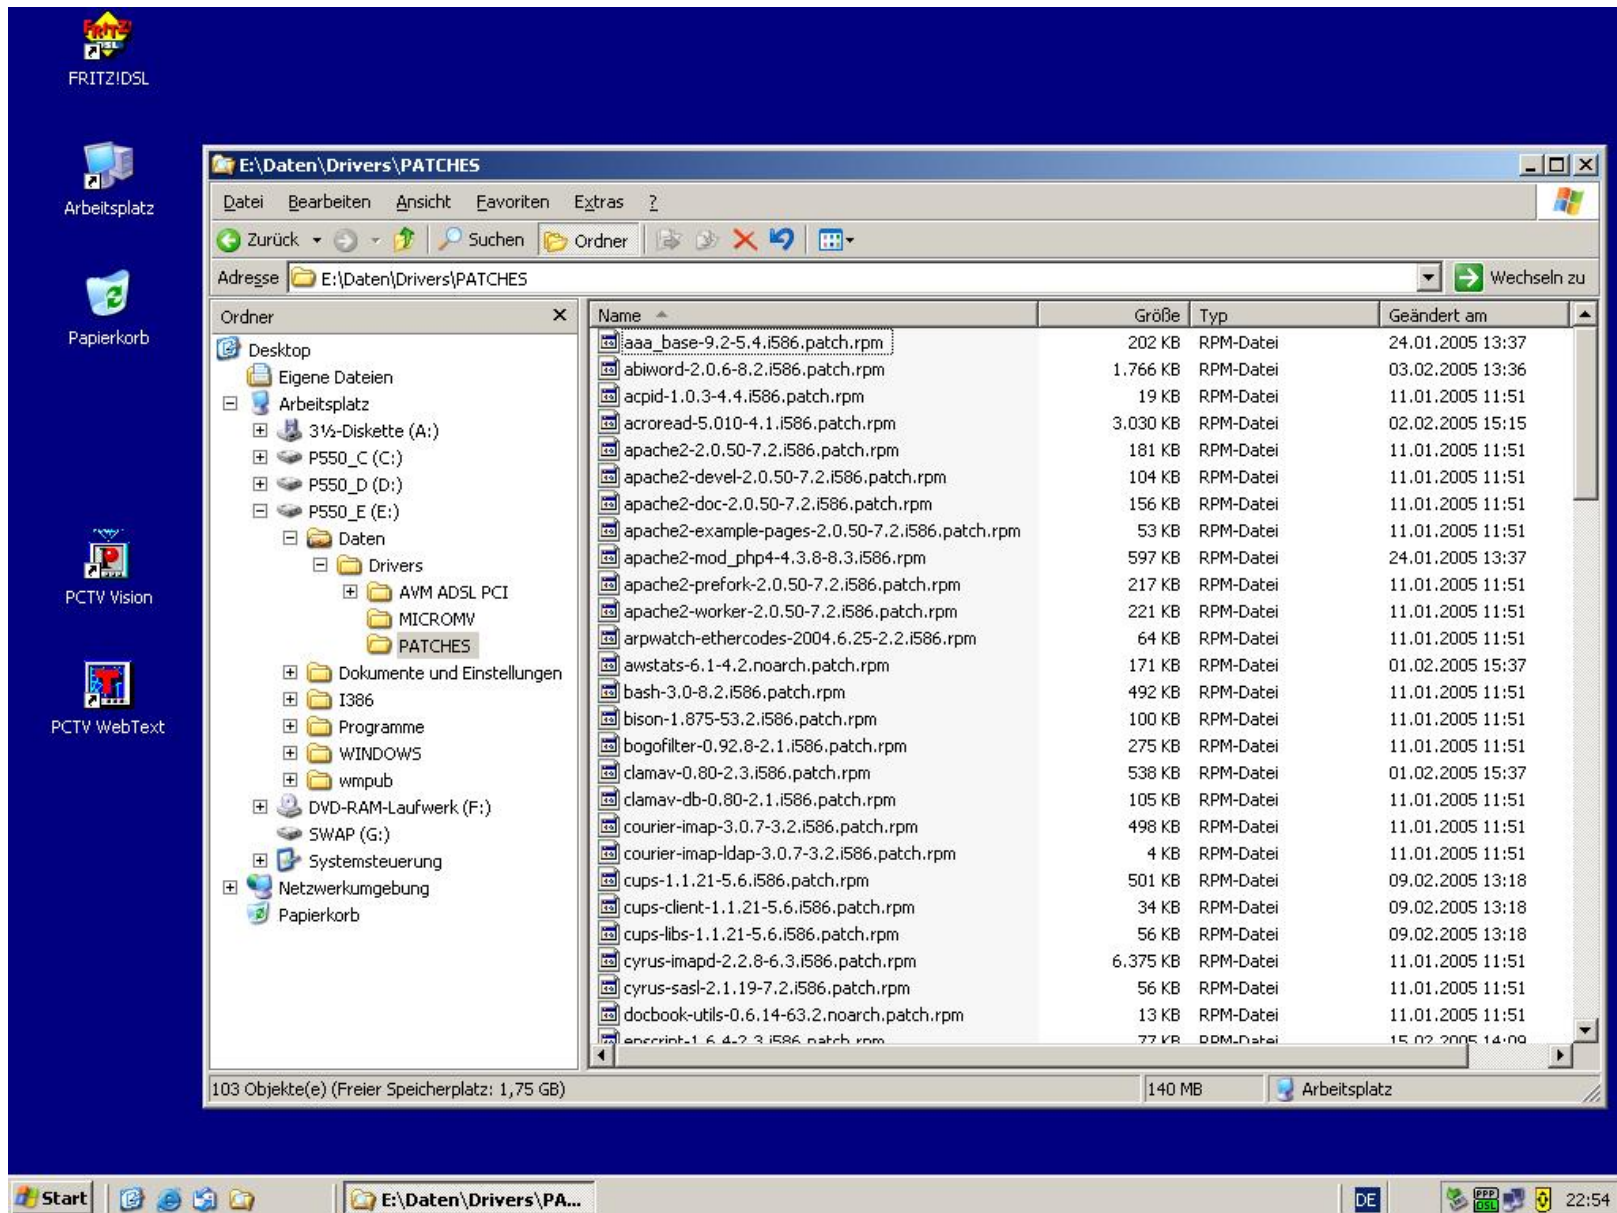 FRITZ!DSL
Arbeitsplatz
Papierkorb
PCTV Vision
PCTV WebText
E:\Daten\Drivers\PATCHES
Datei Bearbeiten Ansicht Favoriten Extras ?
Zurück Suchen Ordner
Adresse E:\Daten\Drivers\PATCHES Wechseln zu
Ordner
Desktop
Eigene Dateien
Arbeitsplatz
3½-Diskette (A:)
P550_C (C:)
P550_D (D:)
P550_E (E:)
Daten
Drivers
AVM ADSL PCI
MICROMV
PATCHES
Dokumente und Einstellungen
I386
Programme
WINDOWS
wmpub
DVD-RAM-Laufwerk (F:)
SWAP (G:)
Systemsteuerung
Netzwerkumgebung
Papierkorb
Name Größe Typ Geändert am
aaa_base-9.2-5.4.i586.patch.rpm 202 KB RPM-Datei 24.01.2005 13:37
abiword-2.0.6-8.2.i586.patch.rpm 1.766 KB RPM-Datei 03.02.2005 13:36
acpid-1.0.3-4.4.i586.patch.rpm 19 KB RPM-Datei 11.01.2005 11:51
acroread-5.010-4.1.i586.patch.rpm 3.030 KB RPM-Datei 02.02.2005 15:15
apache2-2.0.50-7.2.i586.patch.rpm 181 KB RPM-Datei 11.01.2005 11:51
apache2-devel-2.0.50-7.2.i586.patch.rpm 104 KB RPM-Datei 11.01.2005 11:51
apache2-doc-2.0.50-7.2.i586.patch.rpm 156 KB RPM-Datei 11.01.2005 11:51
apache2-example-pages-2.0.50-7.2.i586.patch.rpm 53 KB RPM-Datei 11.01.2005 11:51
apache2-mod_php4-4.3.8-8.3.i586.rpm 597 KB RPM-Datei 24.01.2005 13:37
apache2-prefork-2.0.50-7.2.i586.patch.rpm 217 KB RPM-Datei 11.01.2005 11:51
apache2-worker-2.0.50-7.2.i586.patch.rpm 221 KB RPM-Datei 11.01.2005 11:51
arpwatch-ethercodes-2004.6.25-2.2.i586.rpm 64 KB RPM-Datei 11.01.2005 11:51
awstats-6.1-4.2.noarch.patch.rpm 171 KB RPM-Datei 01.02.2005 15:37
bash-3.0-8.2.i586.patch.rpm 492 KB RPM-Datei 11.01.2005 11:51
bison-1.875-53.2.i586.patch.rpm 100 KB RPM-Datei 11.01.2005 11:51
bogofilter-0.92.8-2.1.i586.patch.rpm 275 KB RPM-Datei 11.01.2005 11:51
clamav-0.80-2.3.i586.patch.rpm 538 KB RPM-Datei 01.02.2005 15:37
clamav-db-0.80-2.1.i586.patch.rpm 105 KB RPM-Datei 11.01.2005 11:51
courier-imap-3.0.7-3.2.i586.patch.rpm 498 KB RPM-Datei 11.01.2005 11:51
courier-imap-ldap-3.0.7-3.2.i586.patch.rpm 4 KB RPM-Datei 11.01.2005 11:51
cups-1.1.21-5.6.i586.patch.rpm 501 KB RPM-Datei 09.02.2005 13:18
cups-client-1.1.21-5.6.i586.patch.rpm 34 KB RPM-Datei 09.02.2005 13:18
cups-libs-1.1.21-5.6.i586.patch.rpm 56 KB RPM-Datei 09.02.2005 13:18
cyrus-imapd-2.2.8-6.3.i586.patch.rpm 6.375 KB RPM-Datei 11.01.2005 11:51
cyrus-sasl-2.1.19-7.2.i586.patch.rpm 56 KB RPM-Datei 11.01.2005 11:51
docbook-utils-0.6.14-63.2.noarch.patch.rpm 13 KB RPM-Datei 11.01.2005 11:51
enscript-1.6.4-2.3.i586.patch.rpm 77 KB RPM-Datei 15.02.2005 14:09
103 Objekte(e) (Freier Speicherplatz: 1,75 GB) 140 MB Arbeitsplatz
Start E:\Daten\Drivers\PA... DE PPP DSL 22:54